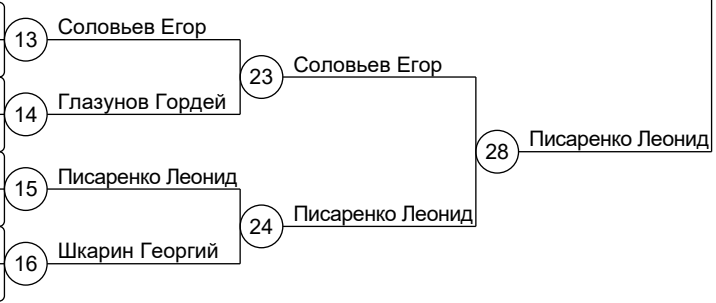 13 Соловьев Егор
23 Соловьев Егор
14 Глазунов Гордей
28 Писаренко Леонид
15 Писаренко Леонид
24 Писаренко Леонид
16 Шкарин Георгий